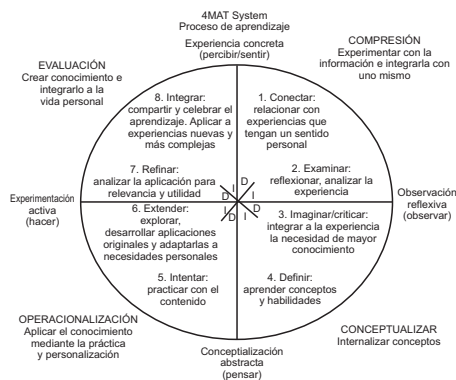 4MAT System
Proceso de aprendizaje
Experiencia concreta
(percibir/sentir)
COMPRESIÓN
Experimentar con la
información e integrarla con
uno mismo
EVALUACIÓN
Crear conocimiento e
integrarlo a la
vida personal
8. Integrar:
compartir y celebrar el
aprendizaje. Aplicar a
experiencias nuevas y
más complejas
1. Conectar:
relacionar con
experiencias que
tengan un sentido
personal
7. Refinar:
analizar la aplicación para
relevancia y utilidad
2. Examinar:
reflexionar, analizar la
experiencia
I D
D I
Experimentación
activa
(hacer)
Observación
reflexiva
(observar)
I D
D I
6. Extender:
explorar,
desarrollar aplicaciones
originales y adaptarlas a
necesidades personales
3. Imaginar/criticar:
integrar a la experiencia
la necesidad de mayor
conocimiento
5. Intentar:
practicar con el
contenido
4. Definir:
aprender conceptos
y habilidades
OPERACIONALIZACIÓN
Aplicar el conocimiento
mediante la práctica
y personalización
CONCEPTUALIZAR
Internalizar conceptos
Conceptialización
abstracta
(pensar)